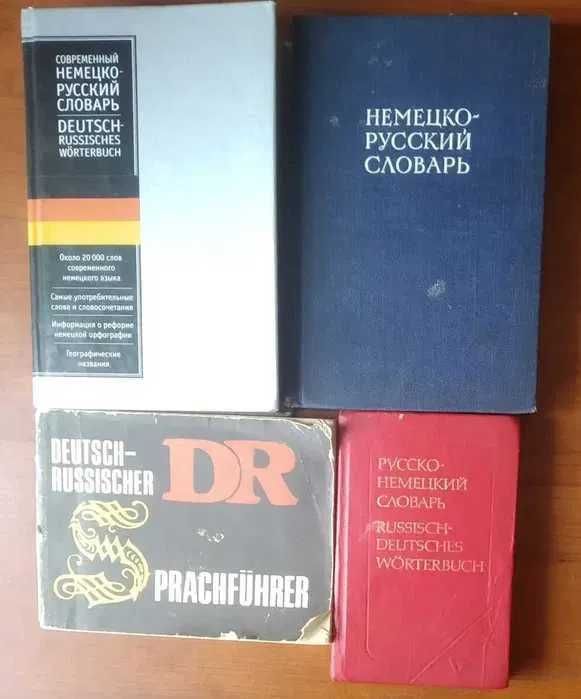 СОВРЕМЕННЫЙ
НЕМЕЦКО-
РУССКИЙ
СЛОВАРЬ
DEUTSCH-
RUSSISCHES
WÖRTERBUCH
Около 20 000 слов
современного
немецкого языка
Самые употребительные
слова и словосочетания
Информация о реформе
немецкой орфографии
Географические
названия
НЕМЕЦКО-
РУССКИЙ
СЛОВАРЬ
DEUTSCH-
RUSSISCHER
DR
SPRACHFÜHRER
РУССКО-
НЕМЕЦКИЙ
СЛОВАРЬ
RUSSISCH-
DEUTSCHES
WÖRTERBUCH